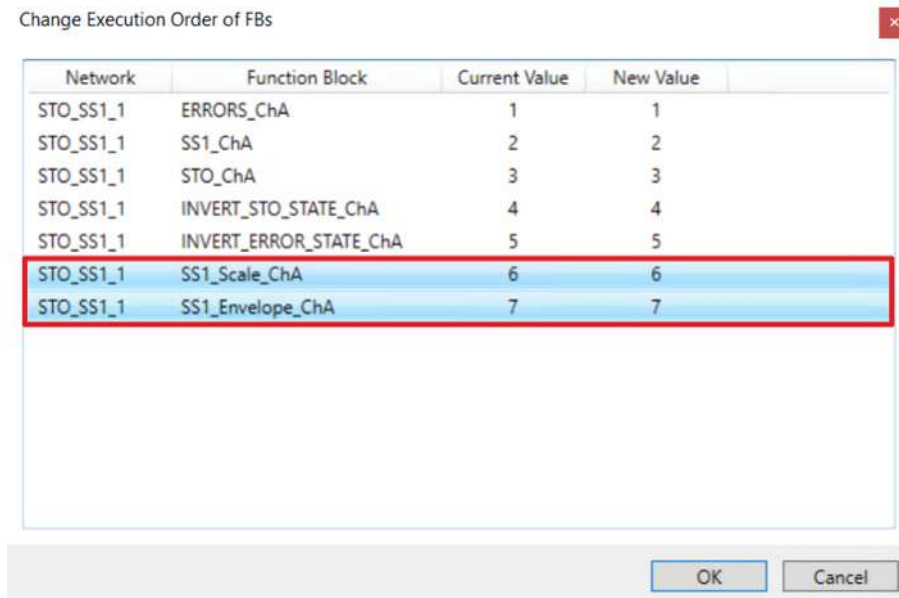 Change Execution Order of FBs
×
Network Function Block Current Value New Value
STO_SS1_1 ERRORS_ChA 1 1
STO_SS1_1 SS1_ChA 2 2
STO_SS1_1 STO_ChA 3 3
STO_SS1_1 INVERT_STO_STATE_ChA 4 4
STO_SS1_1 INVERT_ERROR_STATE_ChA 5 5
STO_SS1_1 SS1_Scale_ChA 6 6
STO_SS1_1 SS1_Envelope_ChA 7 7
OK Cancel